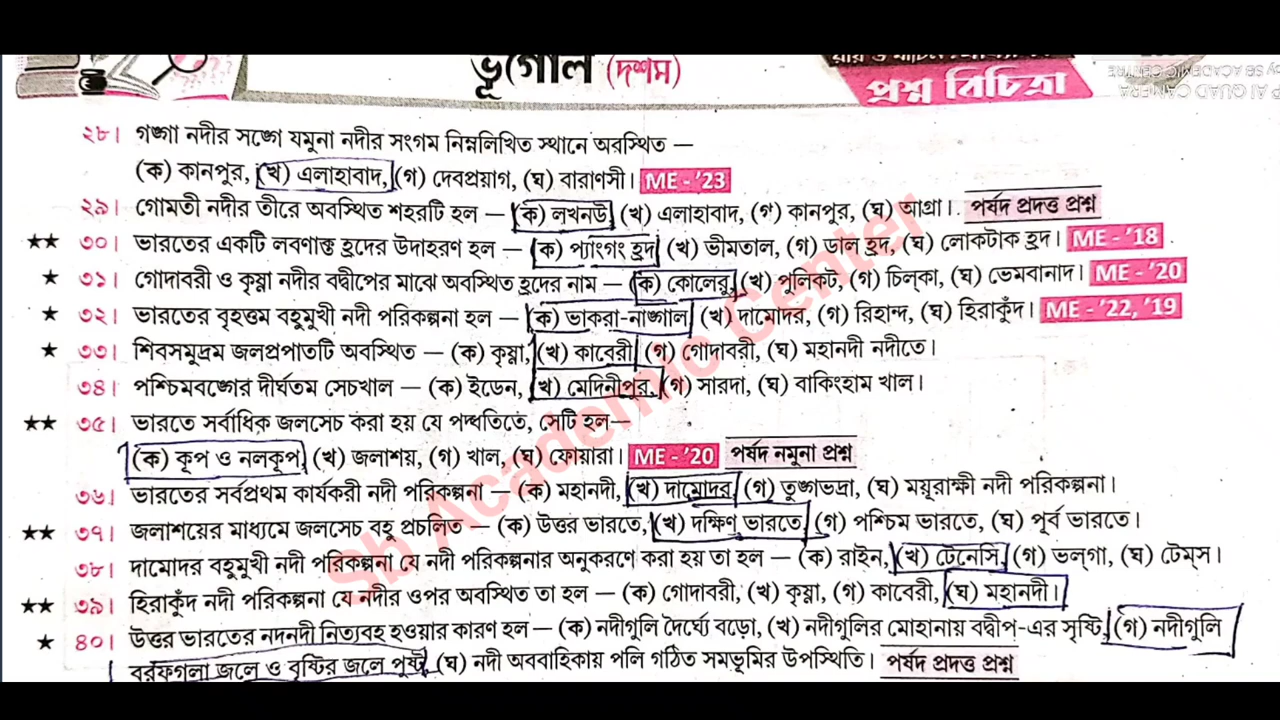 ভূগোল (দশম)
প্রশ্ন বিচিত্রা
২৮। গঙ্গা নদীর সঙ্গে যমুনা নদীর সংগম নিম্নলিখিত স্থানে অবস্থিত —
(ক) কানপুর, (খ) এলাহাবাদ, (গ) দেবপ্রয়াগ, (ঘ) বারাণসী। ME - '23
২৯। গোমতী নদীর তীরে অবস্থিত শহরটি হল — (ক) লখনউ (খ) এলাহাবাদ, (গ) কানপুর, (ঘ) আগ্রা। পর্ষদ প্রদত্ত প্রশ্ন
★★ ৩০। ভারতের একটি লবণাক্ত হ্রদের উদাহরণ হল — (ক) প্যাংগং হ্রদ (খ) ভীমতাল, (গ) ডাল হ্রদ, (ঘ) লোকটাক হ্রদ। ME - '18
★ ৩১। গোদাবরী ও কৃষ্ণা নদীর বদ্বীপের মাঝে অবস্থিত হ্রদের নাম — (ক) কোলেরু, (খ) পুলিকট, (গ) চিল্কা, (ঘ) ভেমবানাদ। ME - '20
★ ৩২। ভারতের বৃহত্তম বহুমুখী নদী পরিকল্পনা হল — (ক) ভাকরা-নাঙ্গাল (খ) দামোদর, (গ) রিহান্দ, (ঘ) হিরাকুঁদ। ME - '22, '19
★ ৩৩। শিবসমুদ্রম জলপ্রপাতটি অবস্থিত — (ক) কৃষ্ণা, (খ) কাবেরী (গ) গোদাবরী, (ঘ) মহানদী নদীতে।
৩৪। পশ্চিমবঙ্গের দীর্ঘতম সেচখাল — (ক) ইডেন, (খ) মেদিনীপুর, (গ) সারদা, (ঘ) বাকিংহাম খাল।
★★ ৩৫। ভারতে সর্বাধিক জলসেচ করা হয় যে পদ্ধতিতে, সেটি হল—
(ক) কূপ ও নলকূপ, (খ) জলাশয়, (গ) খাল, (ঘ) ফোয়ারা। ME - '20 পর্ষদ নমুনা প্রশ্ন
৩৬। ভারতের সর্বপ্রথম কার্যকরী নদী পরিকল্পনা — (ক) মহানদী, (খ) দামোদর, (গ) তুঙ্গভদ্রা, (ঘ) ময়ূরাক্ষী নদী পরিকল্পনা।
★★ ৩৭। জলাশয়ের মাধ্যমে জলসেচ বহু প্রচলিত — (ক) উত্তর ভারতে, (খ) দক্ষিণ ভারতে, (গ) পশ্চিম ভারতে, (ঘ) পূর্ব ভারতে।
৩৮। দামোদর বহুমুখী নদী পরিকল্পনা যে নদী পরিকল্পনার অনুকরণে করা হয় তা হল — (ক) রাইন, (খ) টেনেসি, (গ) ভল্গা, (ঘ) টেম্স।
★★ ৩৯। হিরাকুঁদ নদী পরিকল্পনা যে নদীর ওপর অবস্থিত তা হল — (ক) গোদাবরী, (খ) কৃষ্ণা, (গ) কাবেরী, (ঘ) মহানদী।
★ ৪০। উত্তর ভারতের নদনদী নিত্যবহ হওয়ার কারণ হল — (ক) নদীগুলি দৈর্ঘ্যে বড়ো, (খ) নদীগুলির মোহানায় বদ্বীপ-এর সৃষ্টি, (গ) নদীগুলি
বরফগলা জলে ও বৃষ্টির জলে পুষ্ট, (ঘ) নদী অববাহিকায় পলি গঠিত সমভূমির উপস্থিতি। পর্ষদ প্রদত্ত প্রশ্ন
Sb Academic Center